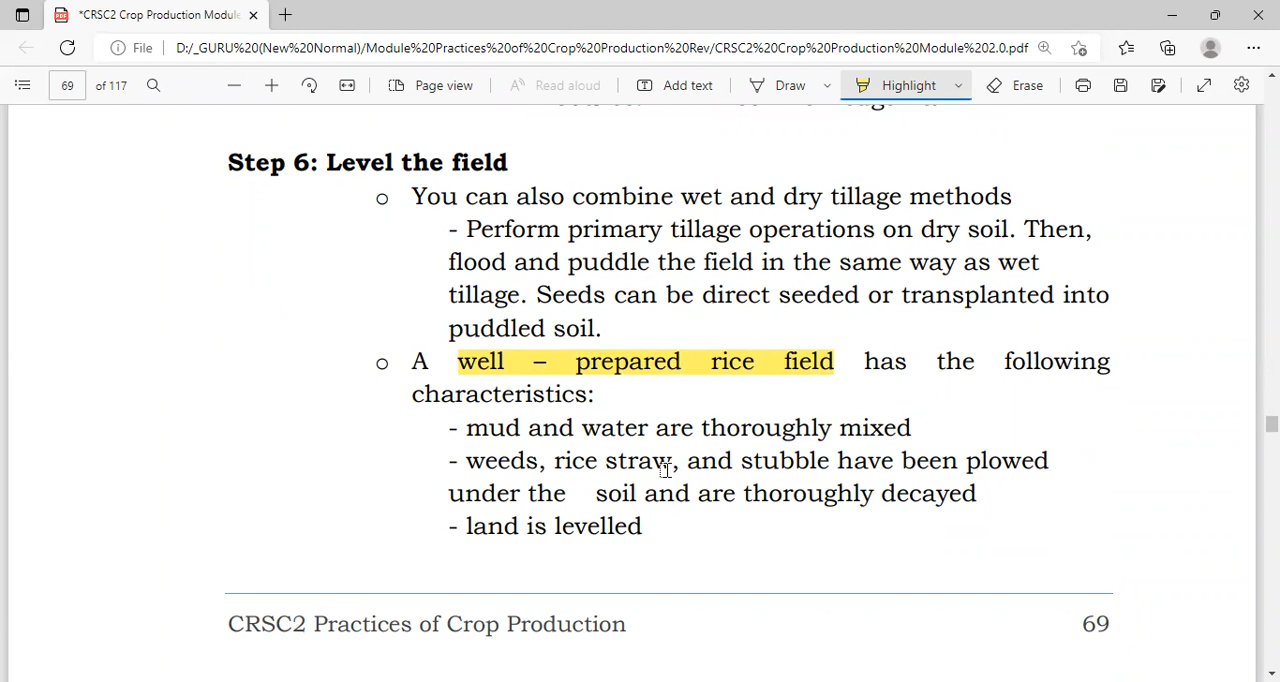 *CRSC2 Crop Production Module
File
D:/_GURU%20(New%20Normal)/Module%20Practices%20of%20Crop%20Production%20Rev/CRSC2%20Crop%20Production%20Module%202.0.pdf
69 of 117
Page view
Read aloud
Add text
Draw
Highlight
Erase
Step 6: Level the field
o You can also combine wet and dry tillage methods
- Perform primary tillage operations on dry soil. Then,
flood and puddle the field in the same way as wet
tillage. Seeds can be direct seeded or transplanted into
puddled soil.
o A well – prepared rice field has the following
characteristics:
- mud and water are thoroughly mixed
- weeds, rice straw, and stubble have been plowed
under the soil and are thoroughly decayed
- land is levelled
CRSC2 Practices of Crop Production 69